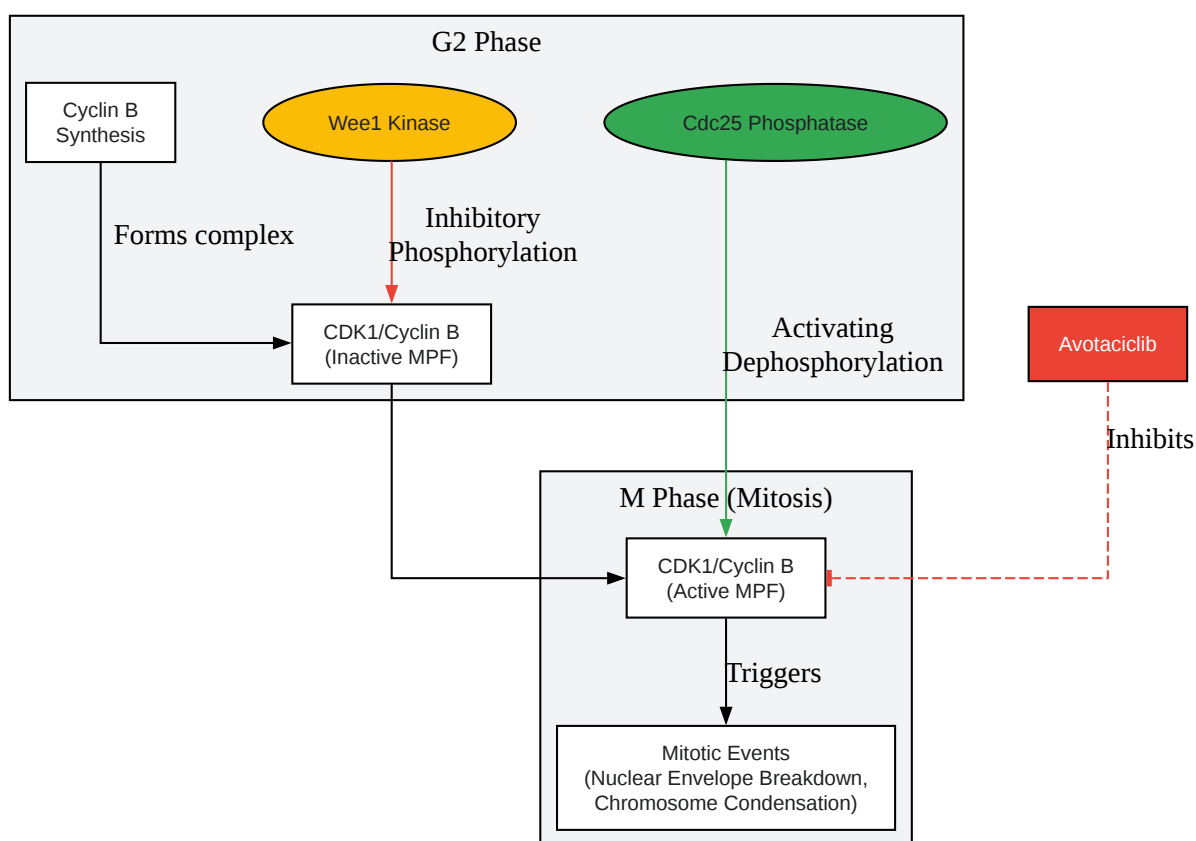 G2 Phase
Cyclin B
Synthesis
Wee1 Kinase
Cdc25 Phosphatase
Forms complex
Inhibitory
Phosphorylation
CDK1/Cyclin B
(Inactive MPF)
Activating
Dephosphorylation
Avotaciclib
Inhibits
M Phase (Mitosis)
CDK1/Cyclin B
(Active MPF)
Triggers
Mitotic Events
(Nuclear Envelope Breakdown,
Chromosome Condensation)